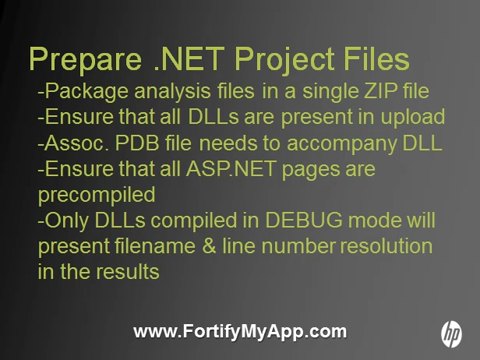 Prepare .NET Project Files
-Package analysis files in a single ZIP file
-Ensure that all DLLs are present in upload
-Assoc. PDB file needs to accompany DLL
-Ensure that all ASP.NET pages are
precompiled
-Only DLLs compiled in DEBUG mode will
present filename & line number resolution
in the results
www.FortifyMyApp.com
hp